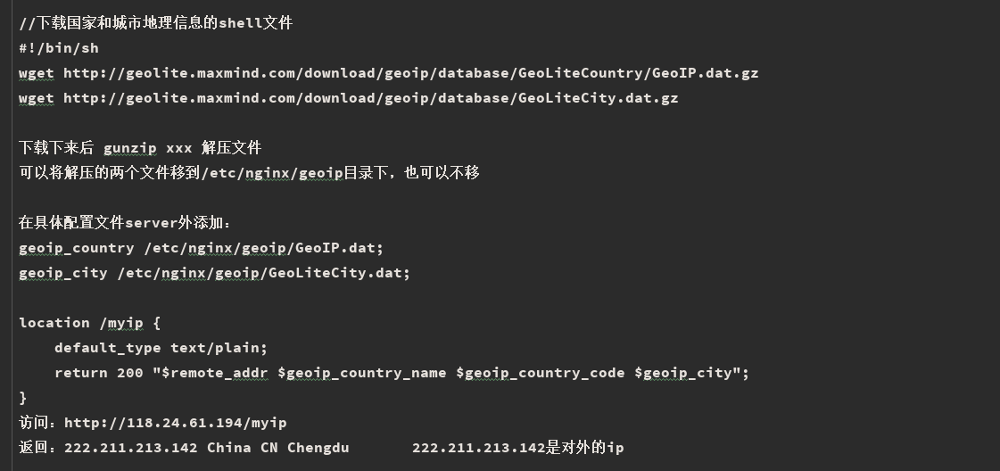 //下载国家和城市地理信息的shell文件
#!/bin/sh
wget http://geolite.maxmind.com/download/geoip/database/GeoLiteCountry/GeoIP.dat.gz
wget http://geolite.maxmind.com/download/geoip/database/GeoLiteCity.dat.gz
下载下来后 gunzip xxx 解压文件
可以将解压的两个文件移到/etc/nginx/geoip目录下，也可以不移
在具体配置文件server外添加：
geoip_country /etc/nginx/geoip/GeoIP.dat;
geoip_city /etc/nginx/geoip/GeoLiteCity.dat;
location /myip {
    default_type text/plain;
    return 200 "$remote_addr $geoip_country_name $geoip_country_code $geoip_city";
}
访问：http://118.24.61.194/myip
返回：222.211.213.142 China CN Chengdu       222.211.213.142是对外的ip